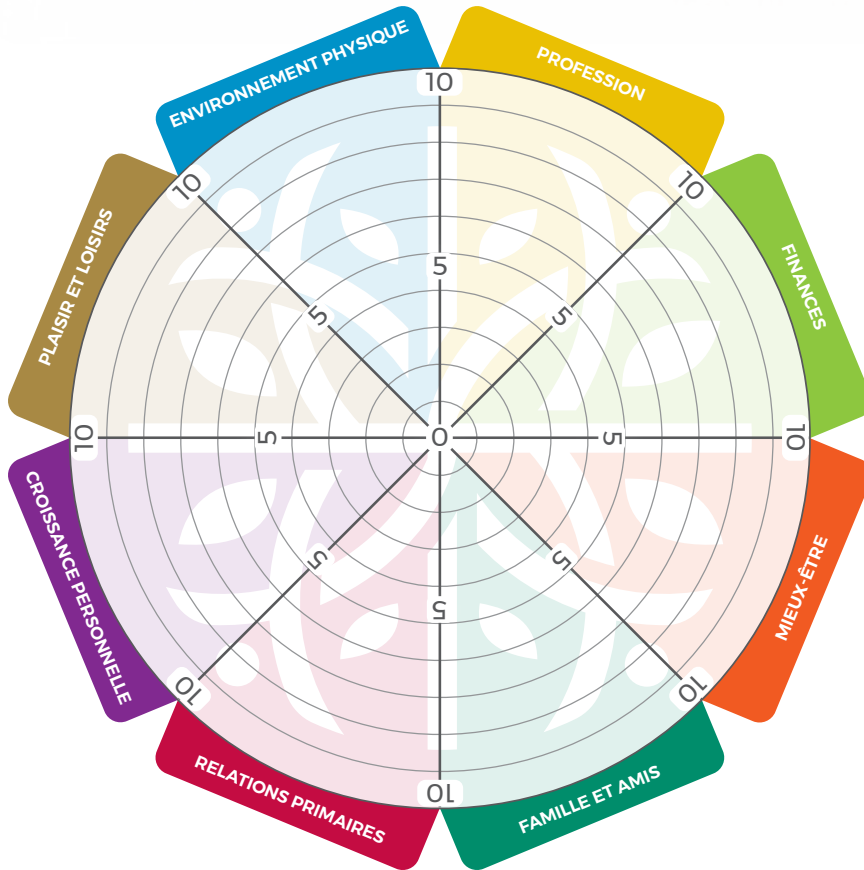 ENVIRONNEMENT PHYSIQUE
PROFESSION
10
10
10
PLAISIR ET LOISIRS
FINANCES
5
5
5
10
5
0
5
10
CROISSANCE PERSONNELLE
MIEUX-ÊTRE
5
5
5
10
10
10
RELATIONS PRIMAIRES
FAMILLE ET AMIS